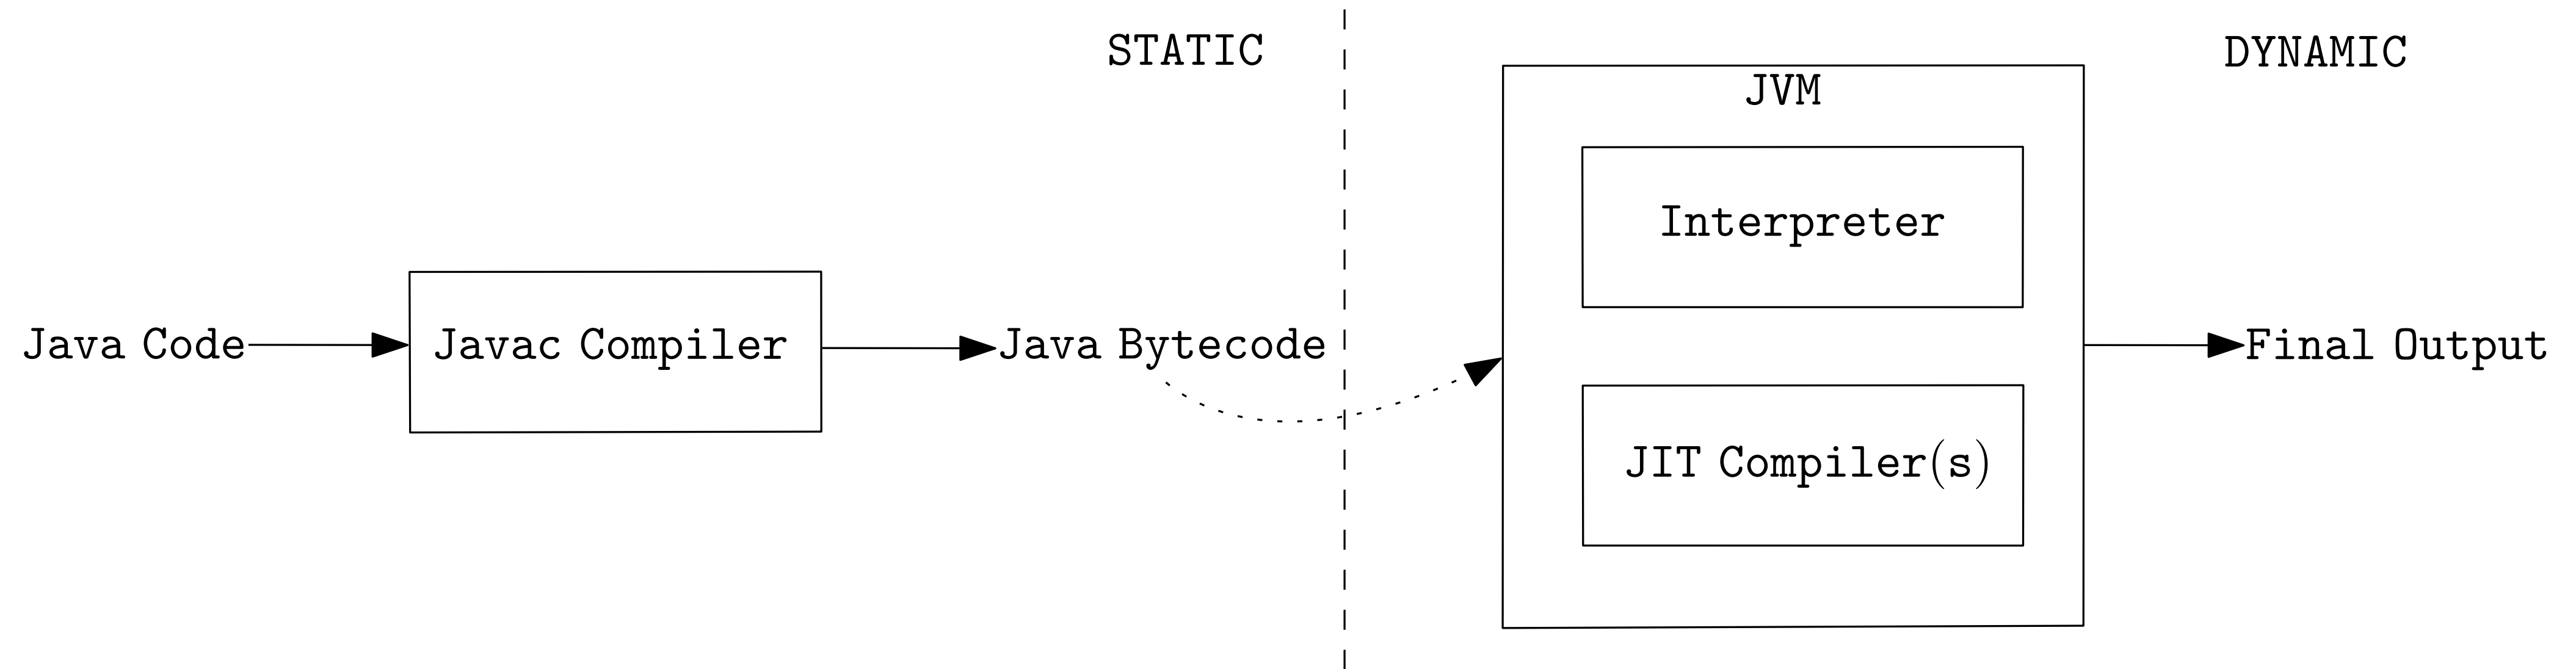 STATIC
DYNAMIC
JVM
Interpreter
Java Code
Javac Compiler
Java Bytecode
Final Output
JIT Compiler(s)